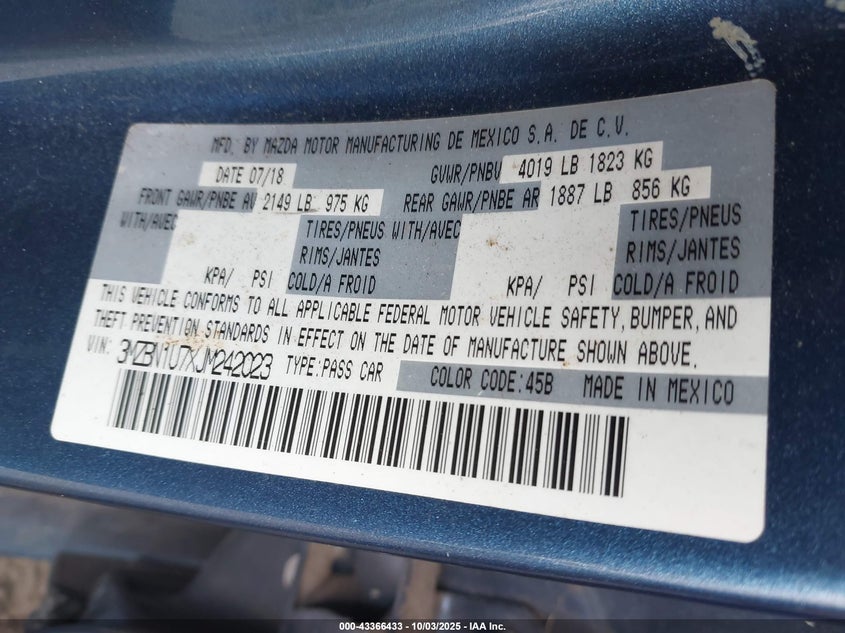 MFD. BY MAZDA MOTOR MANUFACTURING DE MEXICO S.A. DE C.V.
DATE 07/18 GVWR/PNBV 4019 LB 1823 KG
FRONT GAWR/PNBE AV 2149 LB 975 KG REAR GAWR/PNBE AR 1887 LB 856 KG
WITH/AVEC TIRES/PNEUS WITH/AVEC TIRES/PNEUS
RIMS/JANTES RIMS/JANTES
KPA/ PSI COLD/A FROID KPA/ PSI COLD/A FROID
THIS VEHICLE CONFORMS TO ALL APPLICABLE FEDERAL MOTOR VEHICLE SAFETY, BUMPER, AND
THEFT PREVENTION STANDARDS IN EFFECT ON THE DATE OF MANUFACTURE SHOWN ABOVE.
VIN: 3MZBN1U7XJM242023 TYPE:PASS CAR COLOR CODE:45B MADE IN MEXICO
000-43366433 - 10/03/2025 - IAA Inc.